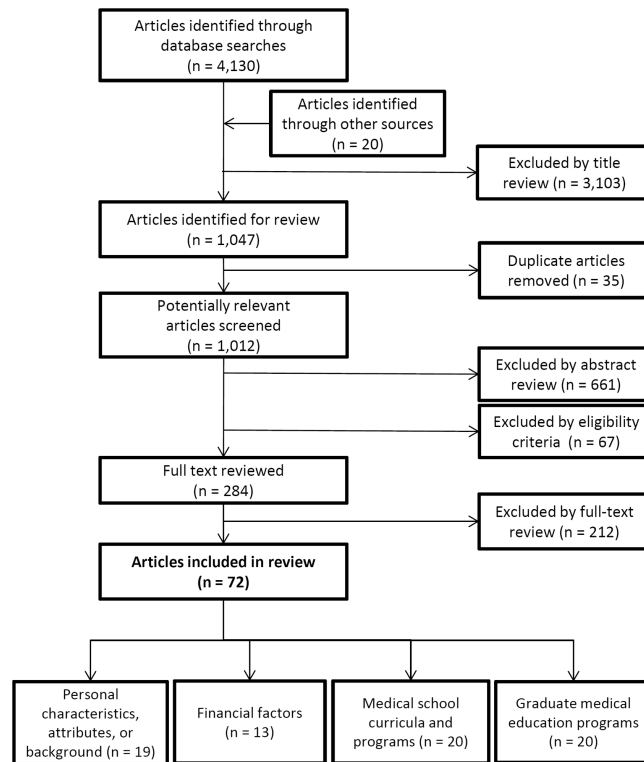 Articles identified through
database searches
(n = 4,130)
Articles identified
through other sources
(n = 20)
Excluded by title
review (n = 3,103)
Articles identified for review
(n = 1,047)
Duplicate articles
removed (n = 35)
Potentially relevant
articles screened
(n = 1,012)
Excluded by abstract
review (n = 661)
Excluded by eligibility
criteria (n = 67)
Full text reviewed
(n = 284)
Excluded by full-text
review (n = 212)
Articles included in review
(n = 72)
Personal
characteristics,
attributes, or
background (n = 19)
Financial factors
(n = 13)
Medical school
curricula and
programs (n = 20)
Graduate medical
education programs
(n = 20)